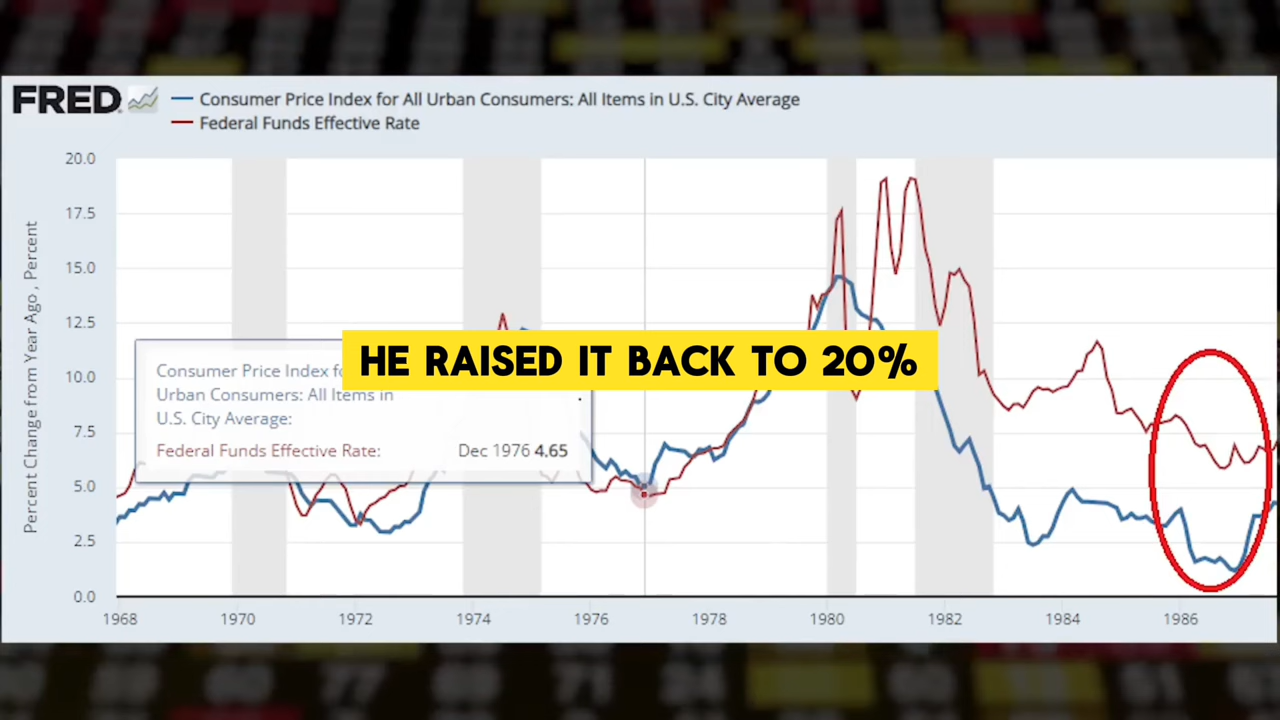 FRED
Consumer Price Index for All Urban Consumers: All Items in U.S. City Average
Federal Funds Effective Rate
Percent Change from Year Ago , Percent
20.0
17.5
15.0
12.5
10.0
7.5
5.0
2.5
0.0
Consumer Price Index
Urban Consumers: All Items in
U.S. City Average:
Federal Funds Effective Rate: Dec 1976 4.65
HE RAISED IT BACK TO 20%
1968 1970 1972 1974 1976 1978 1980 1982 1984 1986